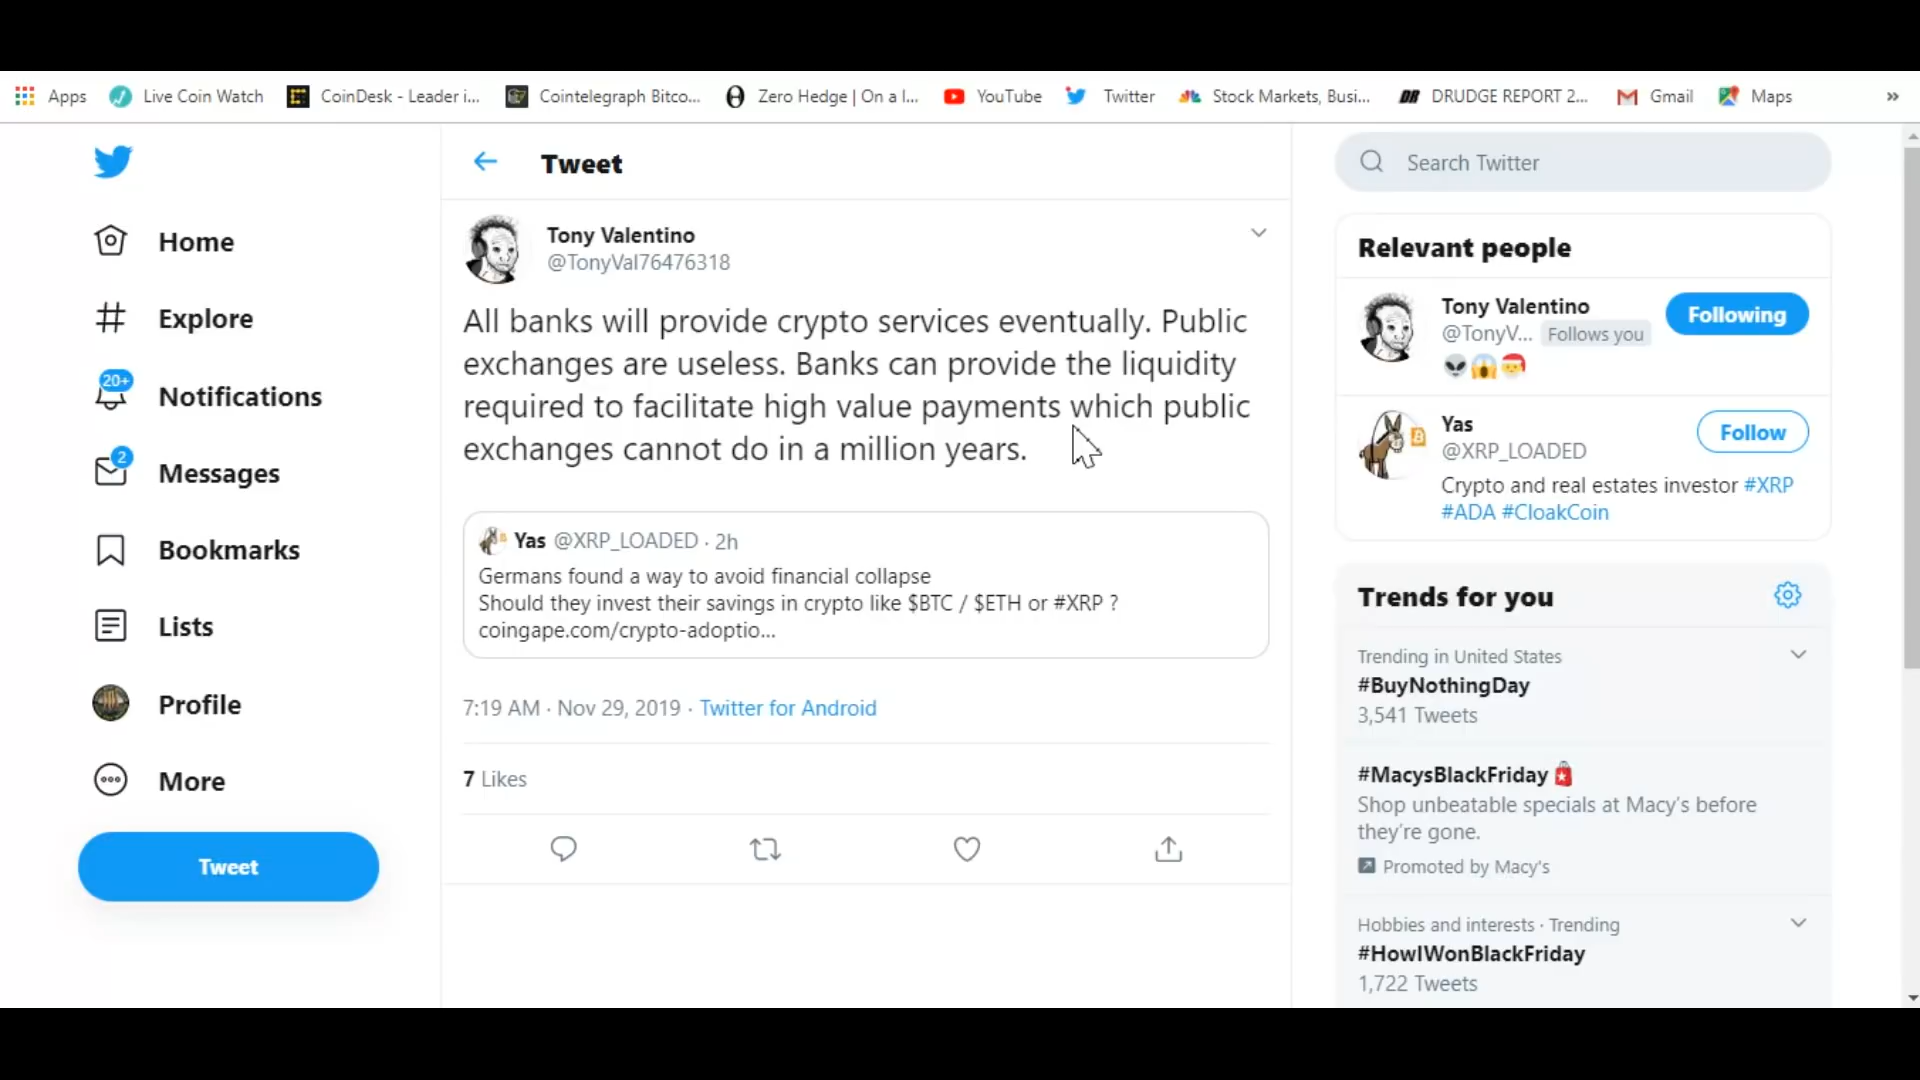 Apps Live Coin Watch CoinDesk - Leader i... Cointelegraph Bitco... Zero Hedge | On a l... YouTube Twitter Stock Markets, Busi... DRUDGE REPORT 2... Gmail Maps »
Home
Explore
20+
Notifications
2
Messages
Bookmarks
Lists
Profile
More
Tweet
Tweet
Tony Valentino
@TonyVal76476318
All banks will provide crypto services eventually. Public
exchanges are useless. Banks can provide the liquidity
required to facilitate high value payments which public
exchanges cannot do in a million years.
Yas @XRP_LOADED · 2h
Germans found a way to avoid financial collapse
Should they invest their savings in crypto like $BTC / $ETH or #XRP ?
coingape.com/crypto-adoptio...
7:19 AM · Nov 29, 2019 · Twitter for Android
7 Likes
Search Twitter
Relevant people
Tony Valentino
@TonyV... Follows you
Following
Yas
@XRP_LOADED
Follow
Crypto and real estates investor #XRP
#ADA #CloakCoin
Trends for you
Trending in United States
#BuyNothingDay
3,541 Tweets
#MacysBlackFriday
Shop unbeatable specials at Macy's before
they're gone.
Promoted by Macy's
Hobbies and interests · Trending
#HowIWonBlackFriday
1,722 Tweets